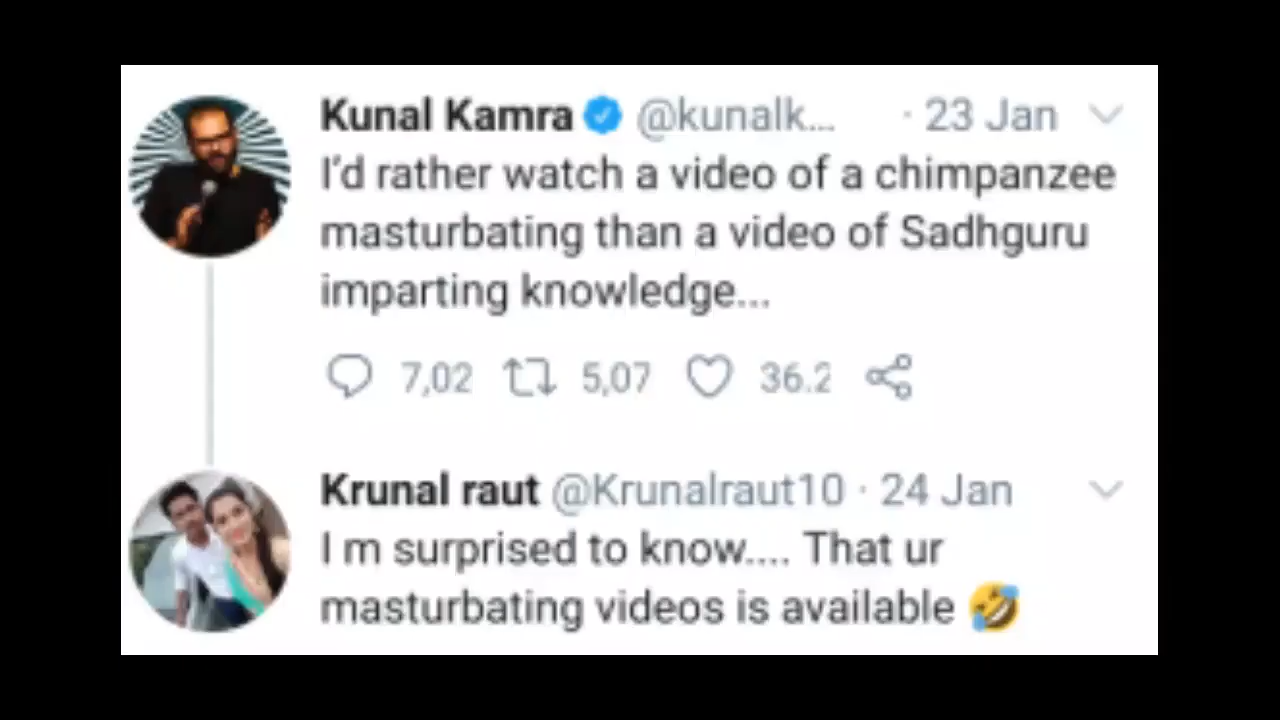 Kunal Kamra @kunalk... · 23 Jan
I'd rather watch a video of a chimpanzee
masturbating than a video of Sadhguru
imparting knowledge...
7,02 5,07 36.2
Krunal raut @Krunalraut10 · 24 Jan
I m surprised to know.... That ur
masturbating videos is available 🤣